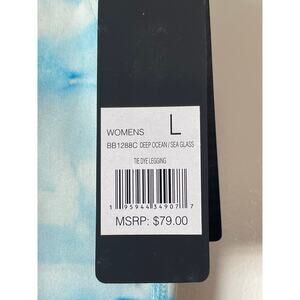 WOMENS L
BB1288C DEEP OCEAN / SEA GLASS
TIE DYE LEGGING
1 95944 34907 7
MSRP: $79.00